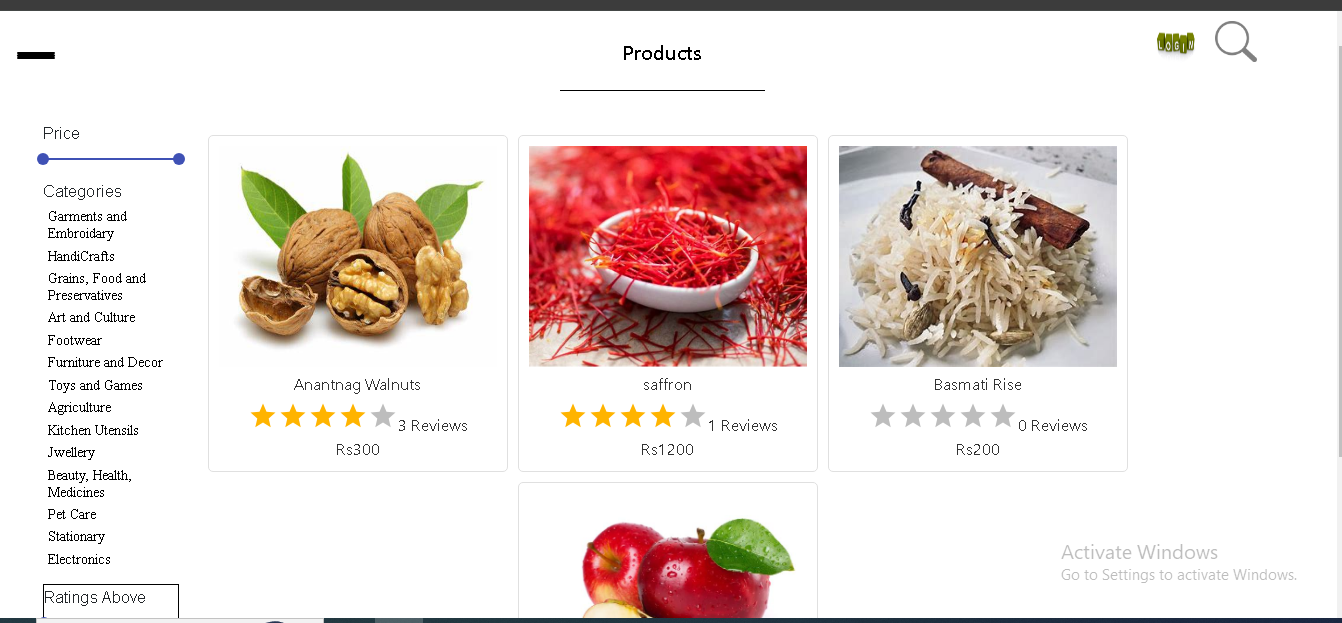 Products
LOGIN
Price
Categories
Garments and
Embroidary
HandiCrafts
Grains, Food and
Preservatives
Art and Culture
Footwear
Furniture and Decor
Toys and Games
Agriculture
Kitchen Utensils
Jwellery
Beauty, Health,
Medicines
Pet Care
Stationary
Electronics
Ratings Above
Anantnag Walnuts
3 Reviews
Rs300
saffron
1 Reviews
Rs1200
Basmati Rise
0 Reviews
Rs200
Activate Windows
Go to Settings to activate Windows.